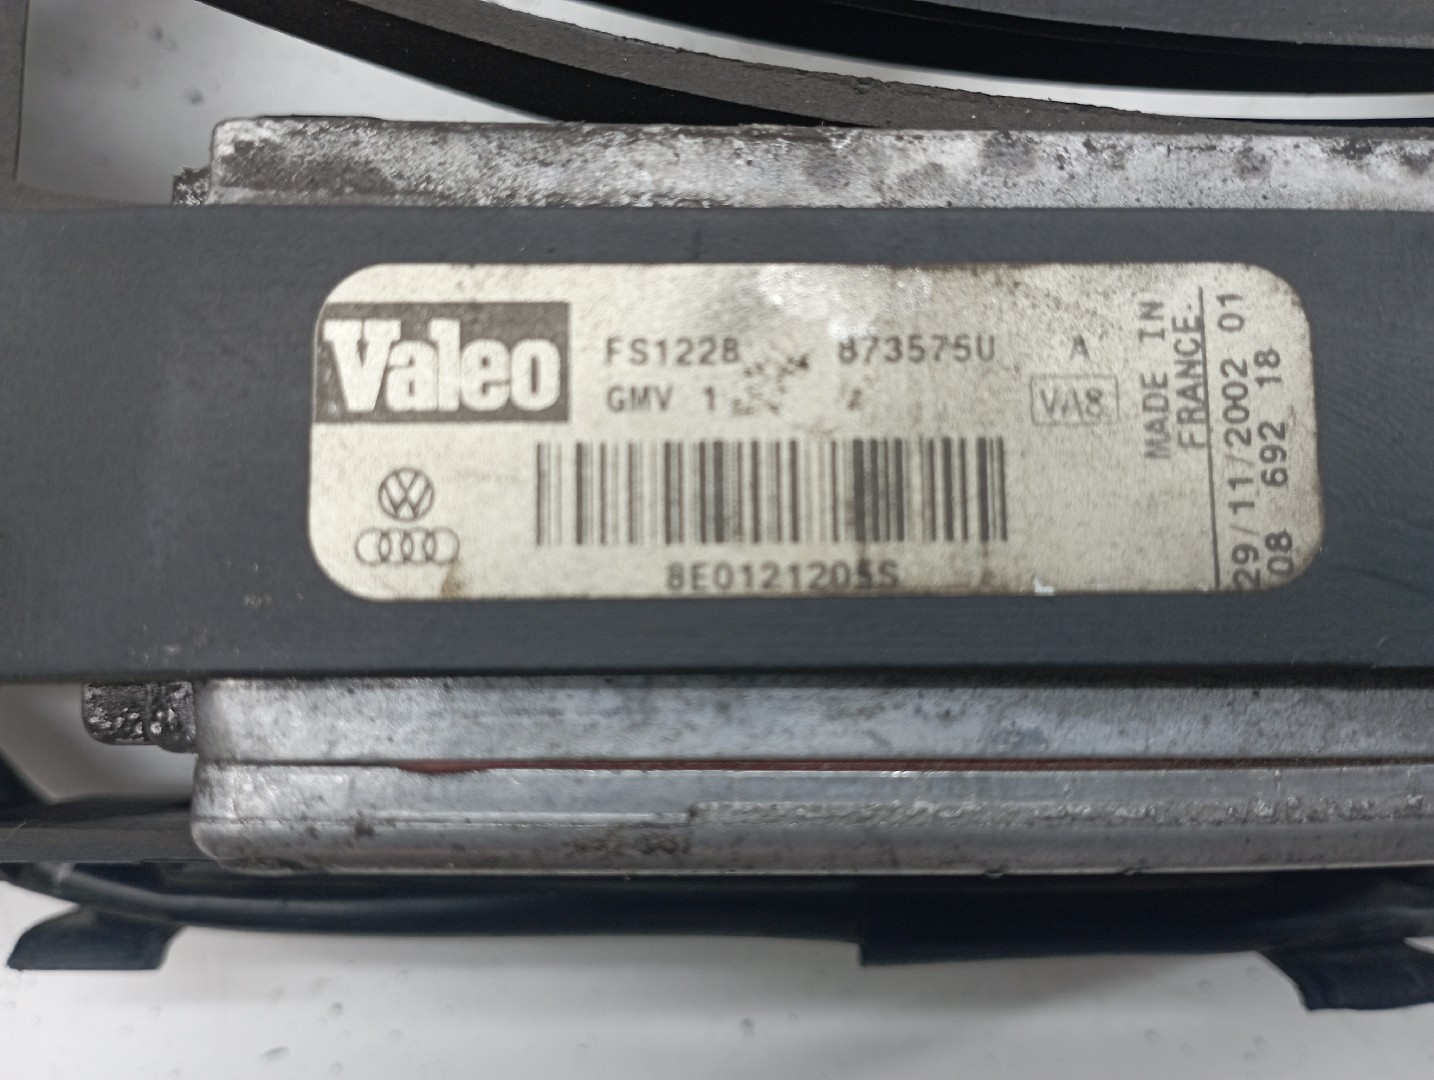 Valeo
FS122B 873575U A
GMV 1 VA8
8E0121205S
MADE IN
FRANCE
29/11/2002 01
08 692 18